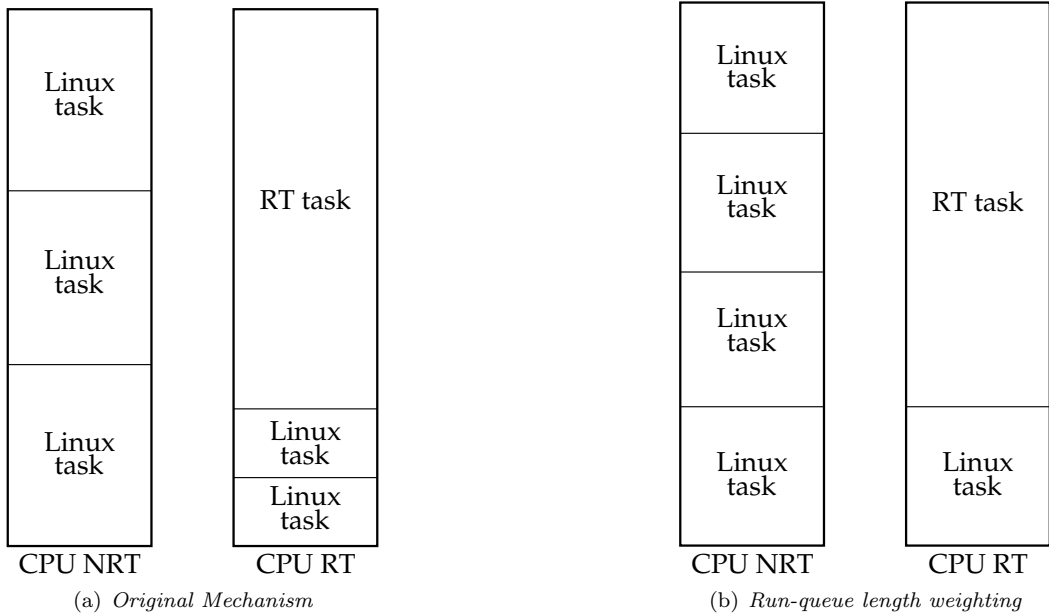 Linux
task
Linux
task
Linux
task
CPU NRT
RT task
Linux
task
Linux
task
CPU RT
(a) Original Mechanism
Linux
task
Linux
task
Linux
task
Linux
task
CPU NRT
RT task
Linux
task
CPU RT
(b) Run-queue length weighting